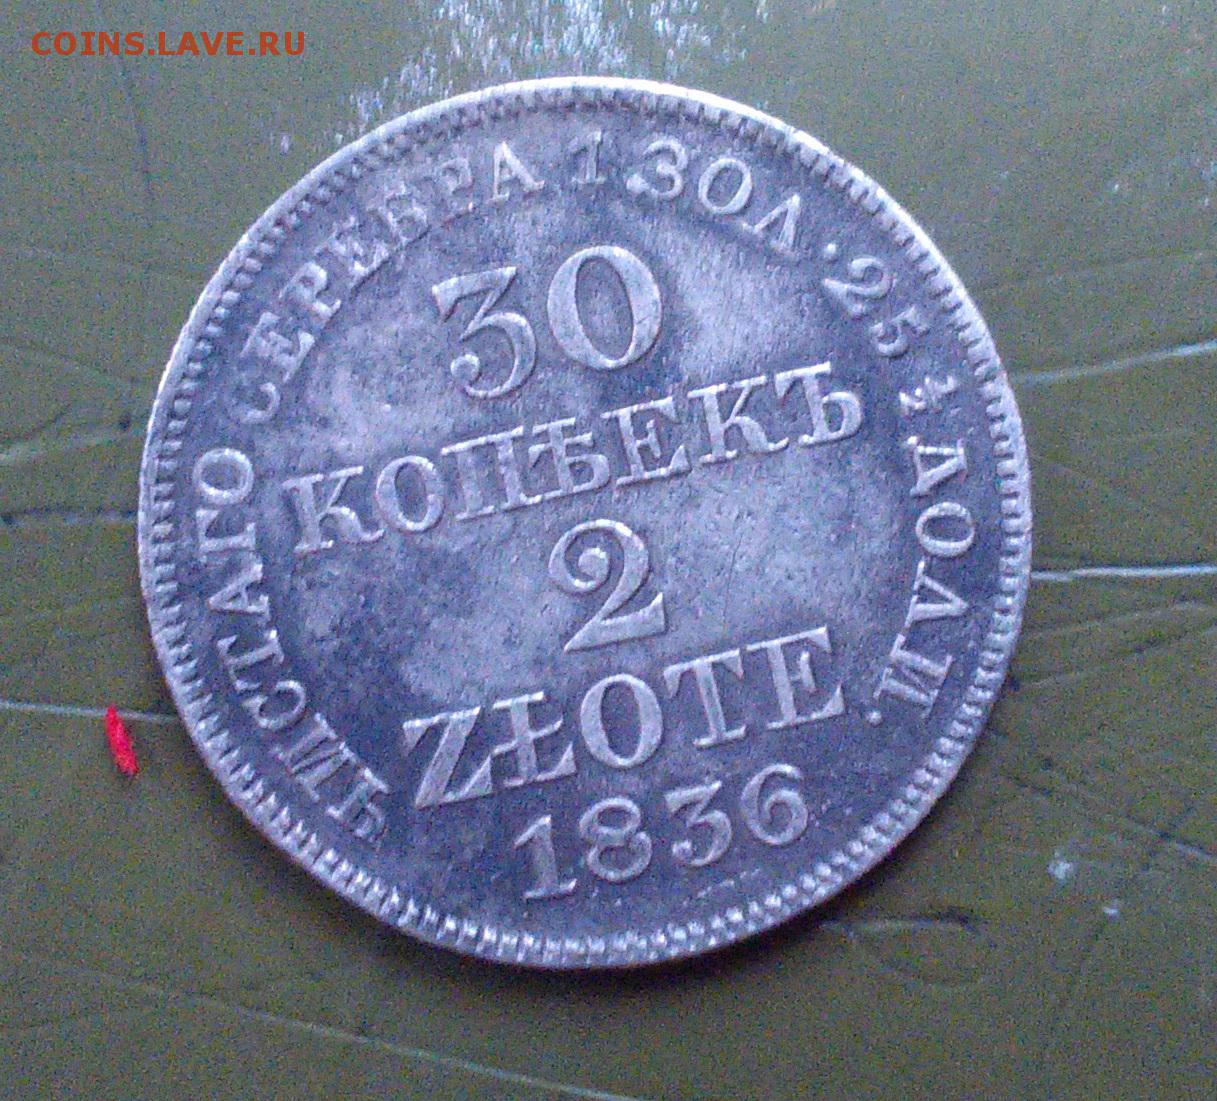 COINS.LAVE.RU
ЧИСТАГО СЕРЕБРА 1 ЗОЛ. 25 ½ ДОЛИ.
30
КОПѢЕКЪ
2
ZŁOTE
1836